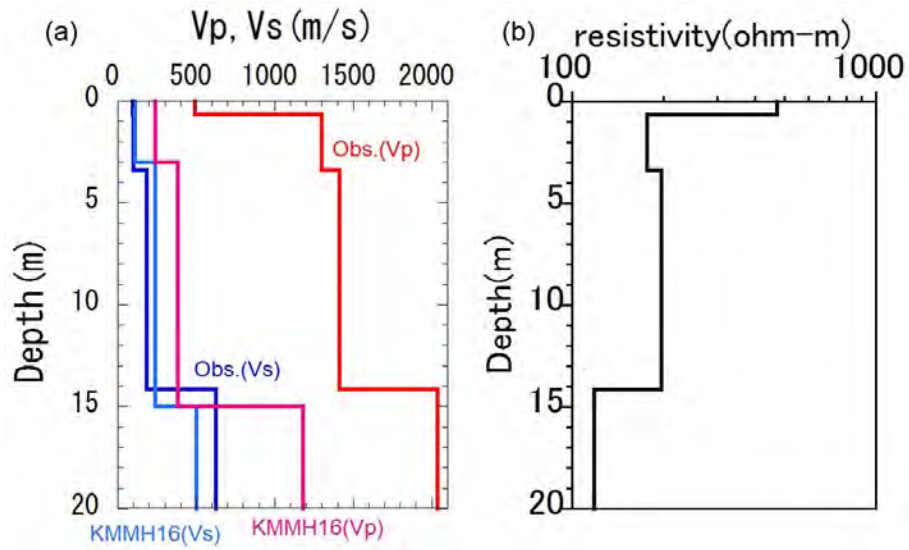 (a) Vp, Vs(m/s)
0 500 1000 1500 2000
0
5
10
15
20
Depth(m)
Obs.(Vp)
Obs.(Vs)
KMMH16(Vs) KMMH16(Vp)
(b) resistivity(ohm-m)
100 1000
0
5
10
15
20
Depth(m)